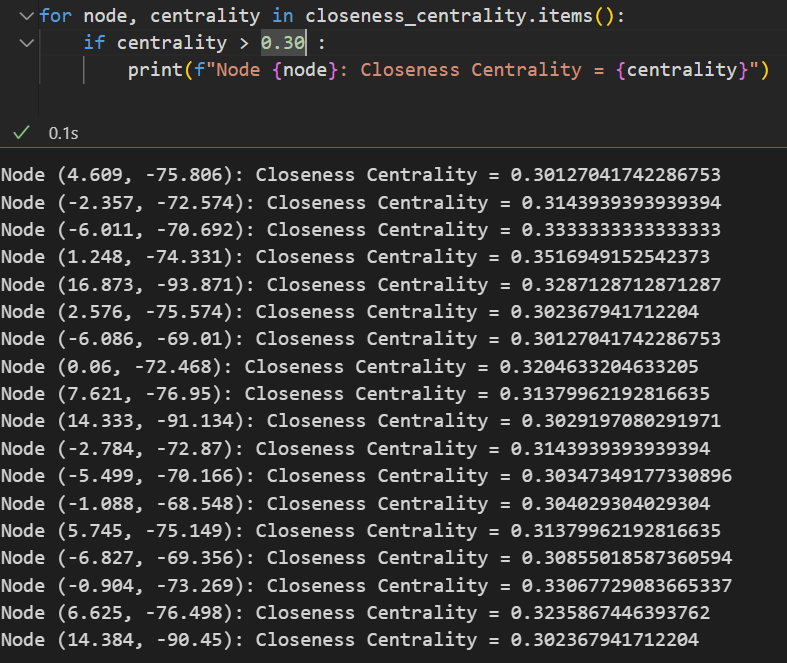 for node, centrality in closeness_centrality.items():
if centrality > 0.30 :
print(f"Node {node}: Closeness Centrality = {centrality}")
0.1s
Node (4.609, -75.806): Closeness Centrality = 0.30127041742286753
Node (-2.357, -72.574): Closeness Centrality = 0.3143939393939394
Node (-6.011, -70.692): Closeness Centrality = 0.3333333333333333
Node (1.248, -74.331): Closeness Centrality = 0.3516949152542373
Node (16.873, -93.871): Closeness Centrality = 0.3287128712871287
Node (2.576, -75.574): Closeness Centrality = 0.302367941712204
Node (-6.086, -69.01): Closeness Centrality = 0.30127041742286753
Node (0.06, -72.468): Closeness Centrality = 0.3204633204633205
Node (7.621, -76.95): Closeness Centrality = 0.31379962192816635
Node (14.333, -91.134): Closeness Centrality = 0.3029197080291971
Node (-2.784, -72.87): Closeness Centrality = 0.3143939393939394
Node (-5.499, -70.166): Closeness Centrality = 0.30347349177330896
Node (-1.088, -68.548): Closeness Centrality = 0.304029304029304
Node (5.745, -75.149): Closeness Centrality = 0.31379962192816635
Node (-6.827, -69.356): Closeness Centrality = 0.30855018587360594
Node (-0.904, -73.269): Closeness Centrality = 0.33067729083665337
Node (6.625, -76.498): Closeness Centrality = 0.3235867446393762
Node (14.384, -90.45): Closeness Centrality = 0.302367941712204